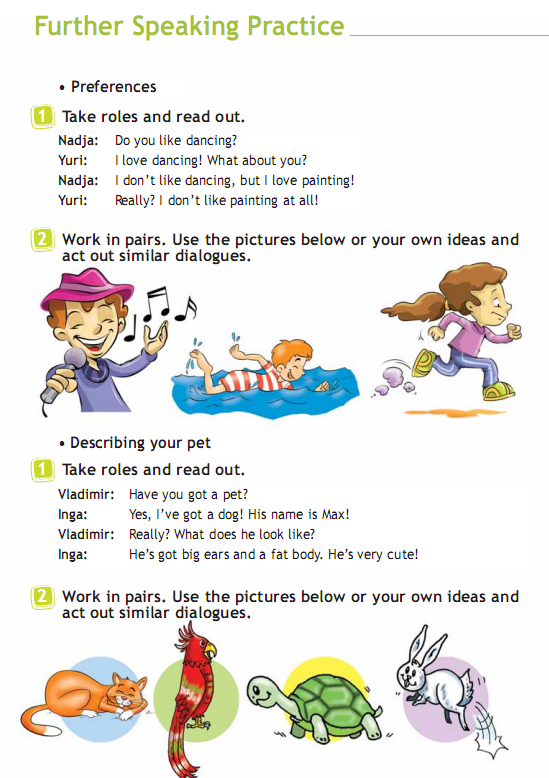 Further Speaking Practice
• Preferences
1 Take roles and read out.
Nadja: Do you like dancing?
Yuri: I love dancing! What about you?
Nadja: I don't like dancing, but I love painting!
Yuri: Really? I don't like painting at all!
2 Work in pairs. Use the pictures below or your own ideas and
act out similar dialogues.
• Describing your pet
1 Take roles and read out.
Vladimir: Have you got a pet?
Inga: Yes, I've got a dog! His name is Max!
Vladimir: Really? What does he look like?
Inga: He's got big ears and a fat body. He's very cute!
2 Work in pairs. Use the pictures below or your own ideas and
act out similar dialogues.